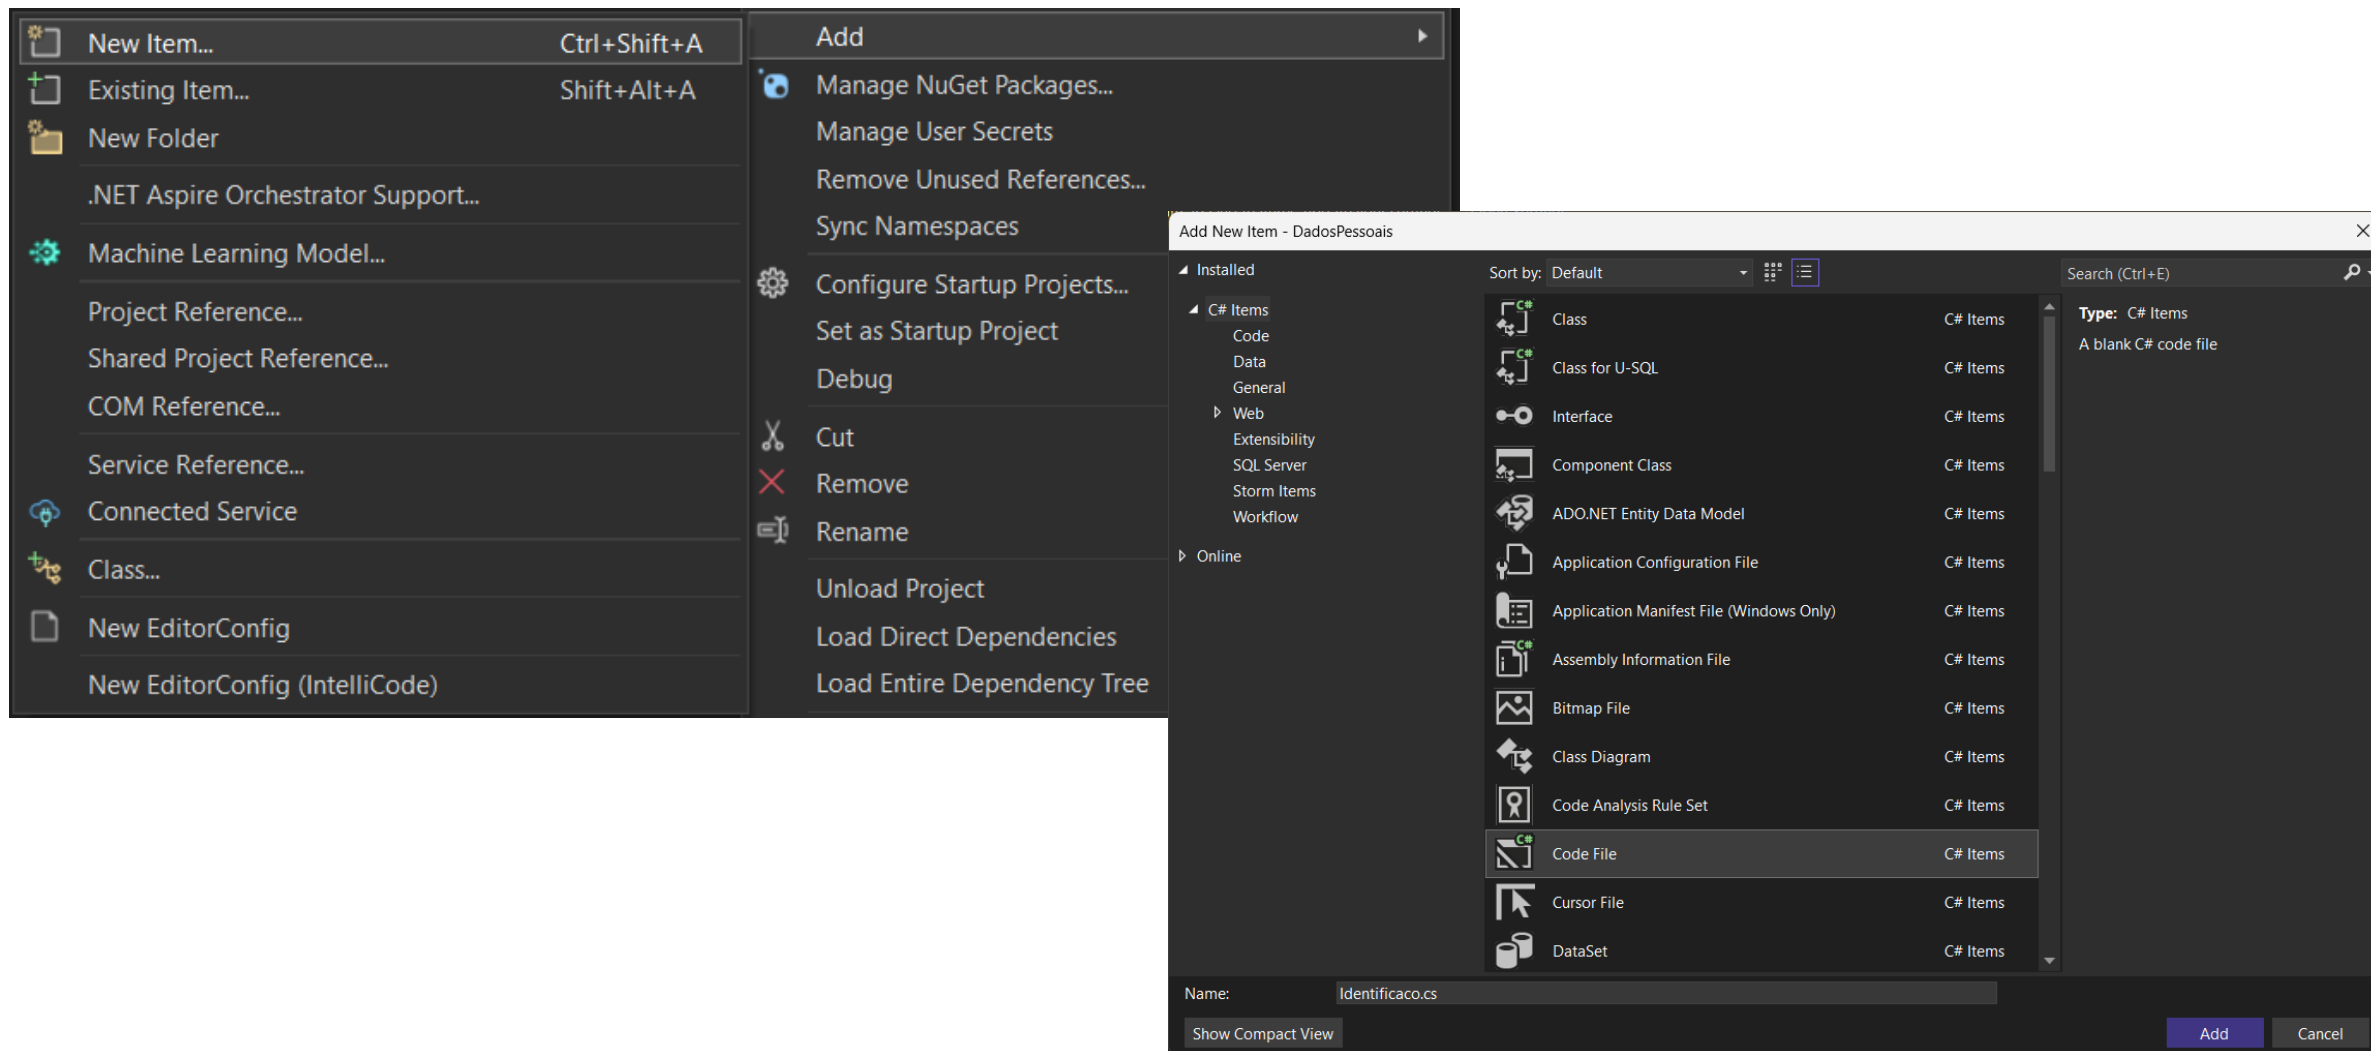 New Item... Ctrl+Shift+A
Existing Item... Shift+Alt+A
New Folder
.NET Aspire Orchestrator Support...
Machine Learning Model...
Project Reference...
Shared Project Reference...
COM Reference...
Service Reference...
Connected Service
Class...
New EditorConfig
New EditorConfig (IntelliCode)
Add
Manage NuGet Packages...
Manage User Secrets
Remove Unused References...
Sync Namespaces
Configure Startup Projects...
Set as Startup Project
Debug
Cut
Remove
Rename
Unload Project
Load Direct Dependencies
Load Entire Dependency Tree
Add New Item - DadosPessoais
Installed
C# Items
Code
Data
General
Web
Extensibility
SQL Server
Storm Items
Workflow
Online
Sort by: Default
Search (Ctrl+E)
Class C# Items
Class for U-SQL C# Items
Interface C# Items
Component Class C# Items
ADO.NET Entity Data Model C# Items
Application Configuration File C# Items
Application Manifest File (Windows Only) C# Items
Assembly Information File C# Items
Bitmap File C# Items
Class Diagram C# Items
Code Analysis Rule Set C# Items
Code File C# Items
Cursor File C# Items
DataSet C# Items
Type: C# Items
A blank C# code file
Name: Identificaco.cs
Show Compact View
Add
Cancel